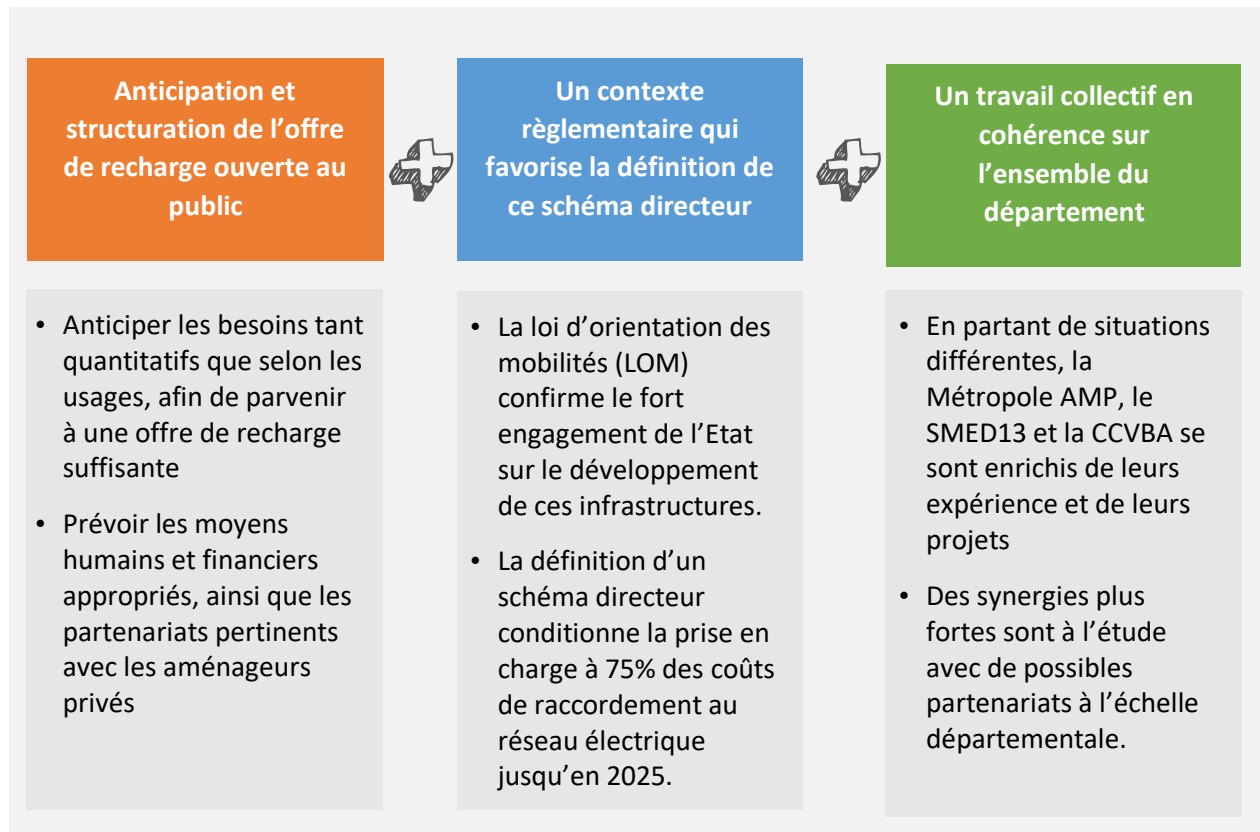 Anticipation et
structuration de l’offre
de recharge ouverte au
public
Un contexte
règlementaire qui
favorise la définition de
ce schéma directeur
Un travail collectif en
cohérence sur
l’ensemble du
département
• Anticiper les besoins tant
quantitatifs que selon les
usages, afin de parvenir
à une offre de recharge
suffisante
• Prévoir les moyens
humains et financiers
appropriés, ainsi que les
partenariats pertinents
avec les aménageurs
privés
• La loi d’orientation des
mobilités (LOM)
confirme le fort
engagement de l’Etat
sur le développement
de ces infrastructures.
• La définition d’un
schéma directeur
conditionne la prise en
charge à 75% des coûts
de raccordement au
réseau électrique
jusqu’en 2025.
• En partant de situations
différentes, la
Métropole AMP, le
SMED13 et la CCVBA se
sont enrichis de leurs
expérience et de leurs
projets
• Des synergies plus
fortes sont à l’étude
avec de possibles
partenariats à l’échelle
départementale.